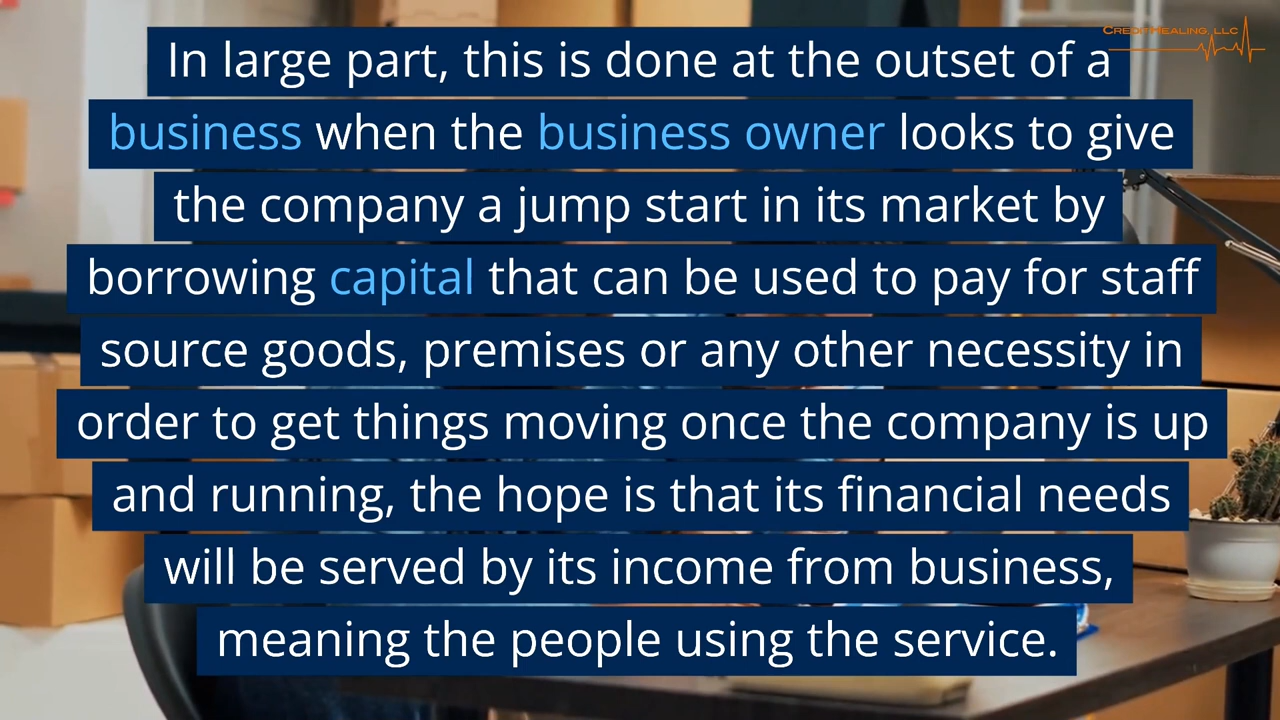 CREDIT HEALING, LLC
In large part, this is done at the outset of a
business when the business owner looks to give
the company a jump start in its market by
borrowing capital that can be used to pay for staff
source goods, premises or any other necessity in
order to get things moving once the company is up
and running, the hope is that its financial needs
will be served by its income from business,
meaning the people using the service.